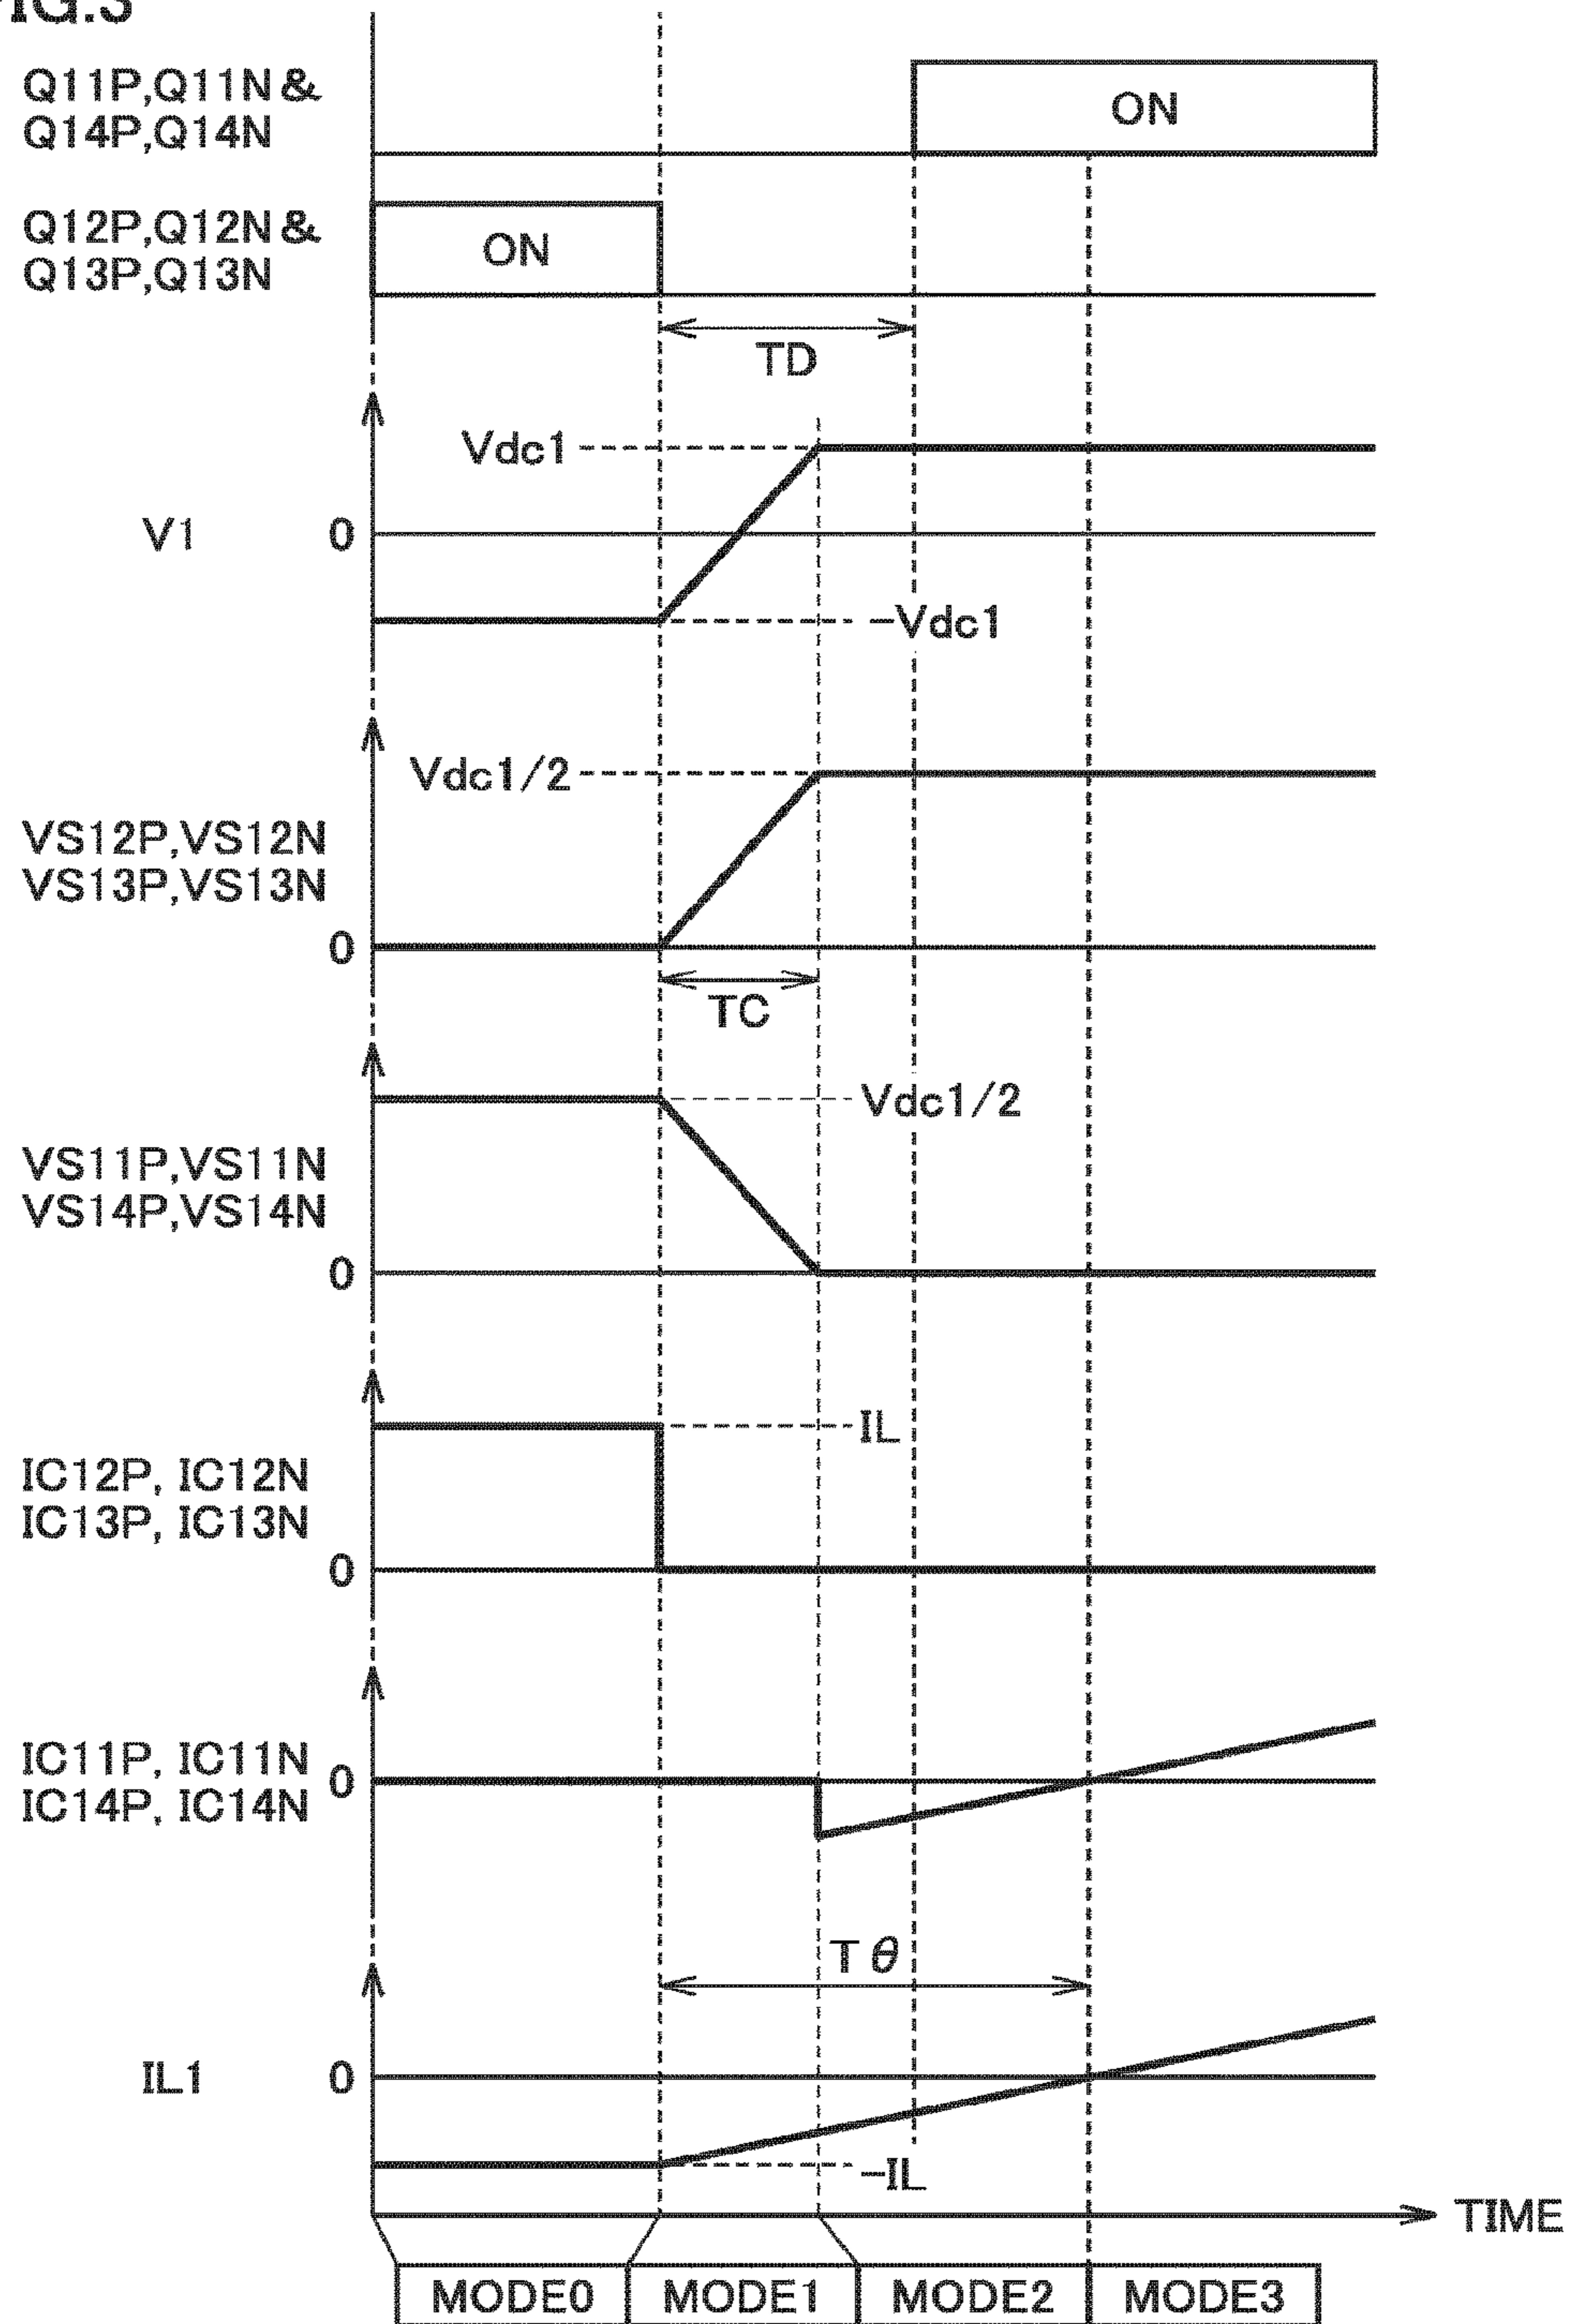 FIG.3
Q11P,Q11N &
Q14P,Q14N
ON
Q12P,Q12N &
Q13P,Q13N
ON
TD
Vdc1
V1
0
-Vdc1
Vdc1/2
VS12P,VS12N
VS13P,VS13N
0
TC
Vdc1/2
VS11P,VS11N
VS14P,VS14N
0
IL
IC12P, IC12N
IC13P, IC13N
0
IC11P, IC11N
IC14P, IC14N
0
Tθ
IL1
0
-IL
TIME
MODE0
MODE1
MODE2
MODE3